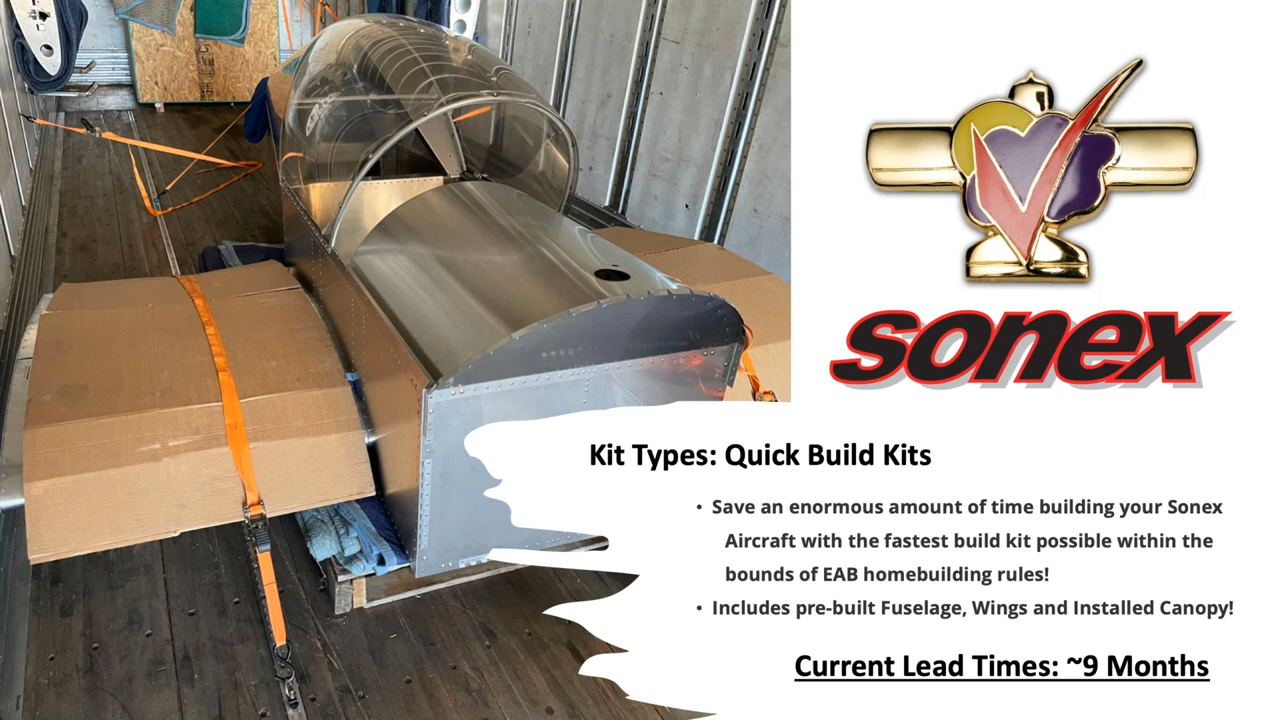 sonex
Kit Types: Quick Build Kits
• Save an enormous amount of time building your Sonex
Aircraft with the fastest build kit possible within the
bounds of EAB homebuilding rules!
• Includes pre-built Fuselage, Wings and Installed Canopy!
Current Lead Times: ~9 Months